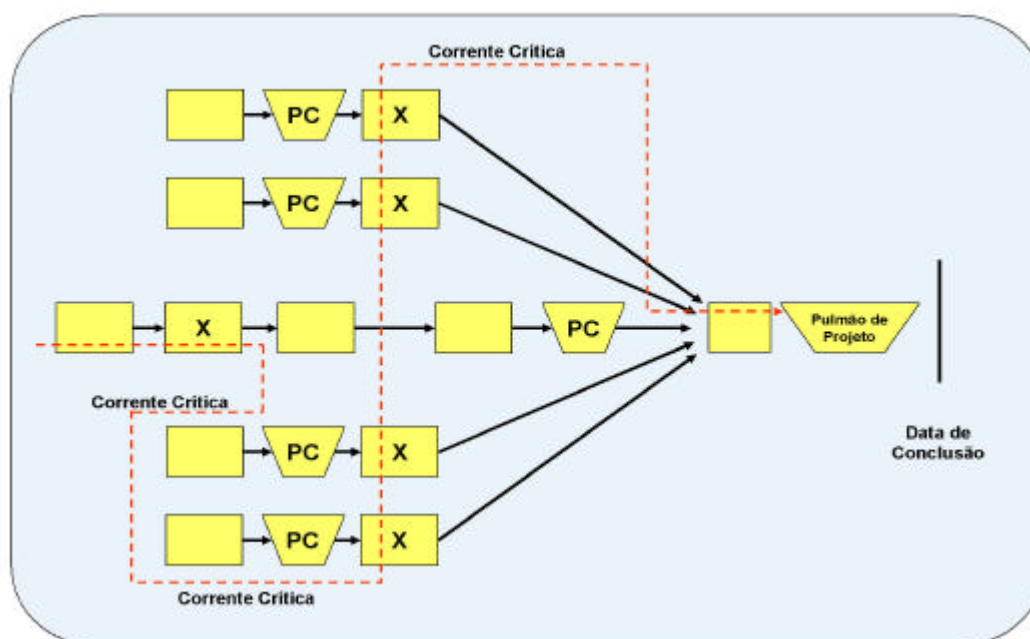 Corrente Crítica
PC
X
PC
X
X
PC
Pulmão de
Projeto
Corrente Crítica
PC
X
Data de
Conclusão
PC
X
Corrente Crítica